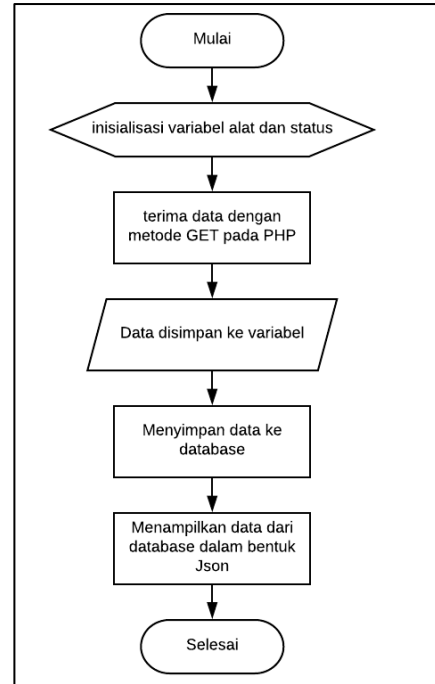 Mulai
inisialisasi variabel alat dan status
terima data dengan
metode GET pada PHP
Data disimpan ke variabel
Menyimpan data ke
database
Menampilkan data dari
database dalam bentuk
Json
Selesai